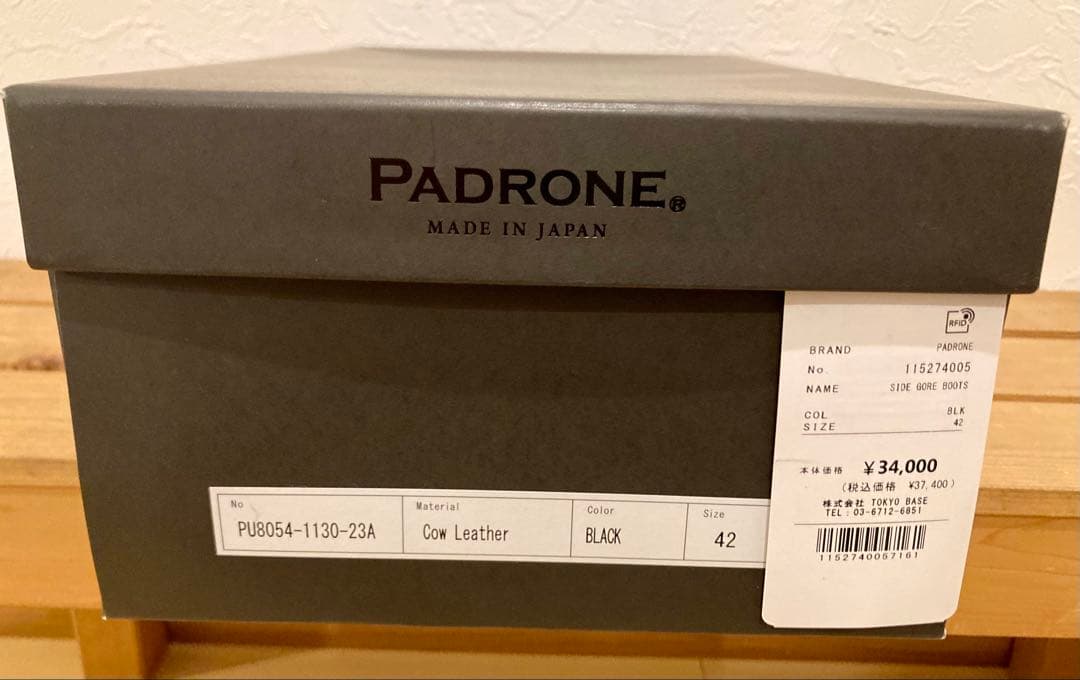 PADRONE®
MADE IN JAPAN
RFID
BRAND PADRONE
No. 115274005
NAME SIDE GORE BOOTS
COL BLK
SIZE 42
本体価格 ¥34,000
(税込価格 ¥37,400)
株式会社 TOKYO BASE
TEL:03-6712-6851
1152740057161
No Material Color Size
PU8054-1130-23A Cow Leather BLACK 42